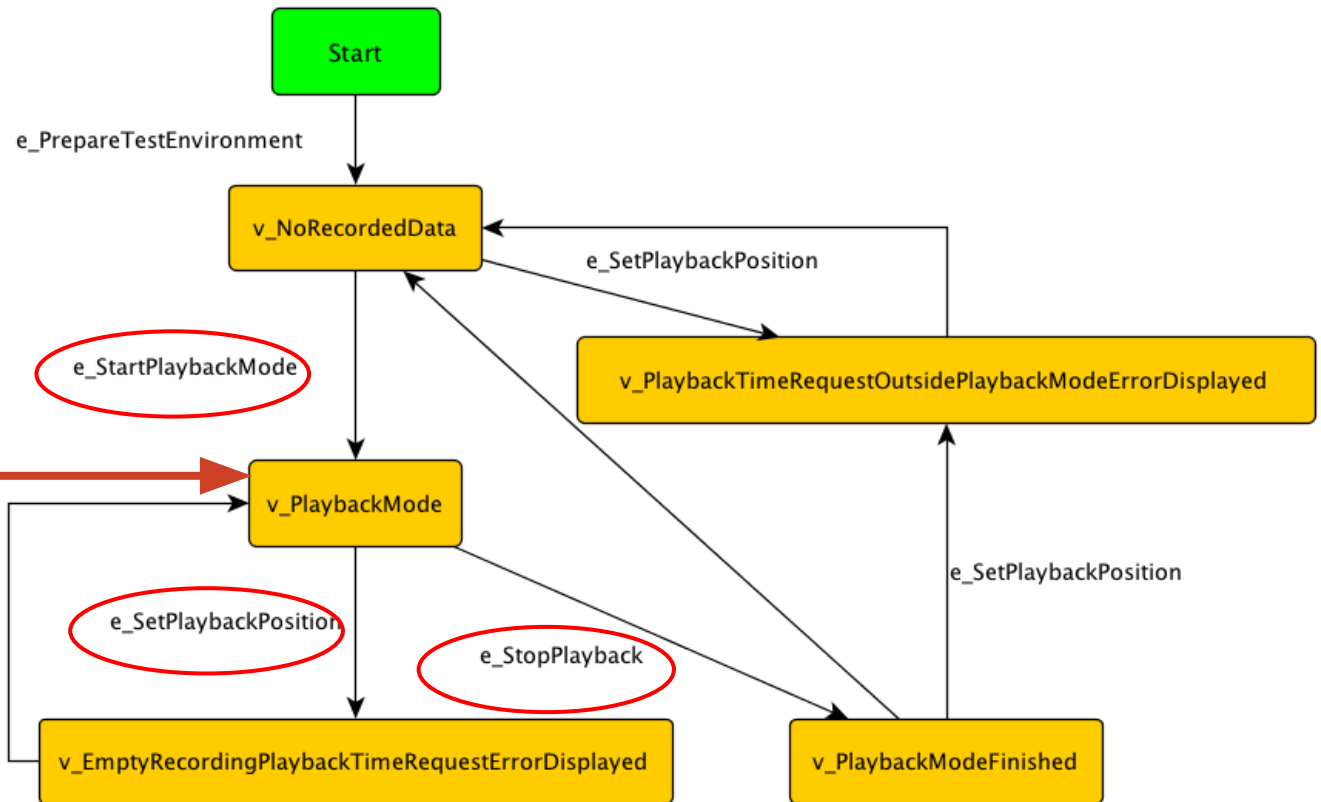 Start
e_PrepareTestEnvironment
v_NoRecordedData
e_SetPlaybackPosition
e_StartPlaybackMode
v_PlaybackTimeRequestOutsidePlaybackModeErrorDisplayed
v_PlaybackMode
e_SetPlaybackPosition
e_SetPlaybackPosition
e_StopPlayback
v_EmptyRecordingPlaybackTimeRequestErrorDisplayed
v_PlaybackModeFinished